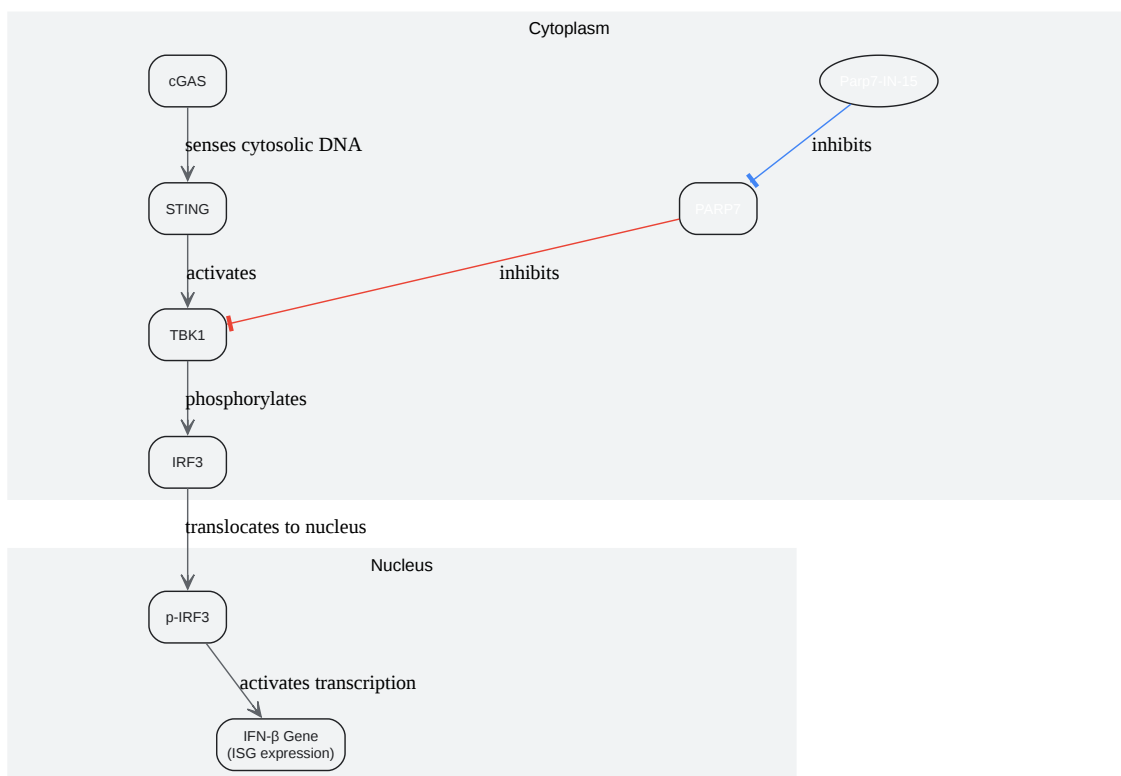 Cytoplasm
cGAS
Parp7-IN-15
senses cytosolic DNA
inhibits
STING
PARP7
activates
inhibits
TBK1
phosphorylates
IRF3
translocates to nucleus
Nucleus
p-IRF3
activates transcription
IFN-β Gene
(ISG expression)